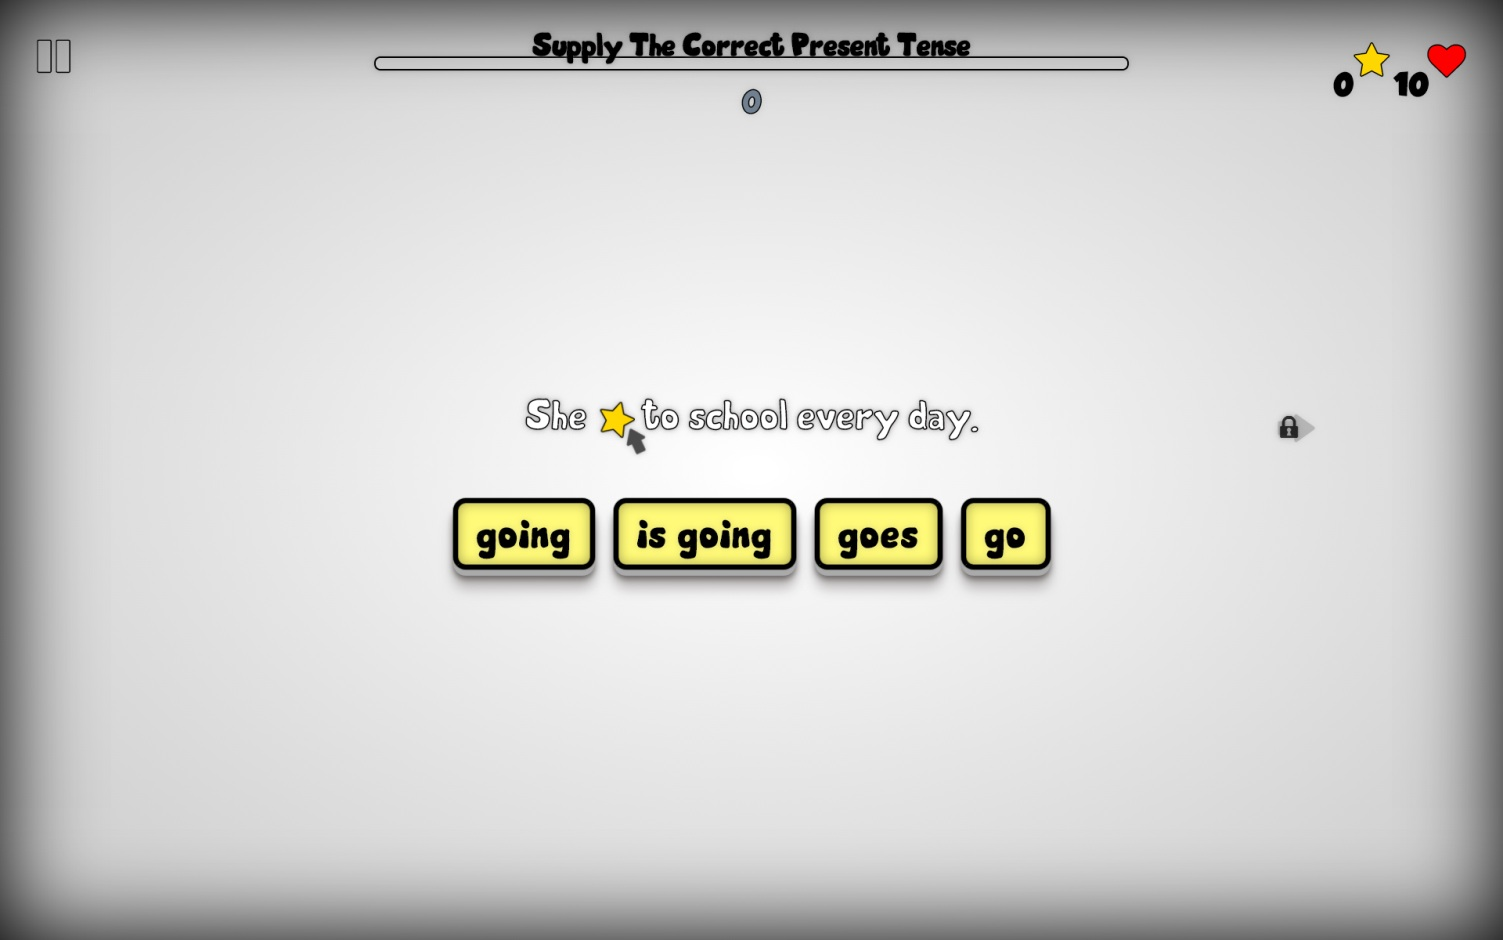 Supply The Correct Present Tense
0
0 10
She to school every day.
going is going goes go